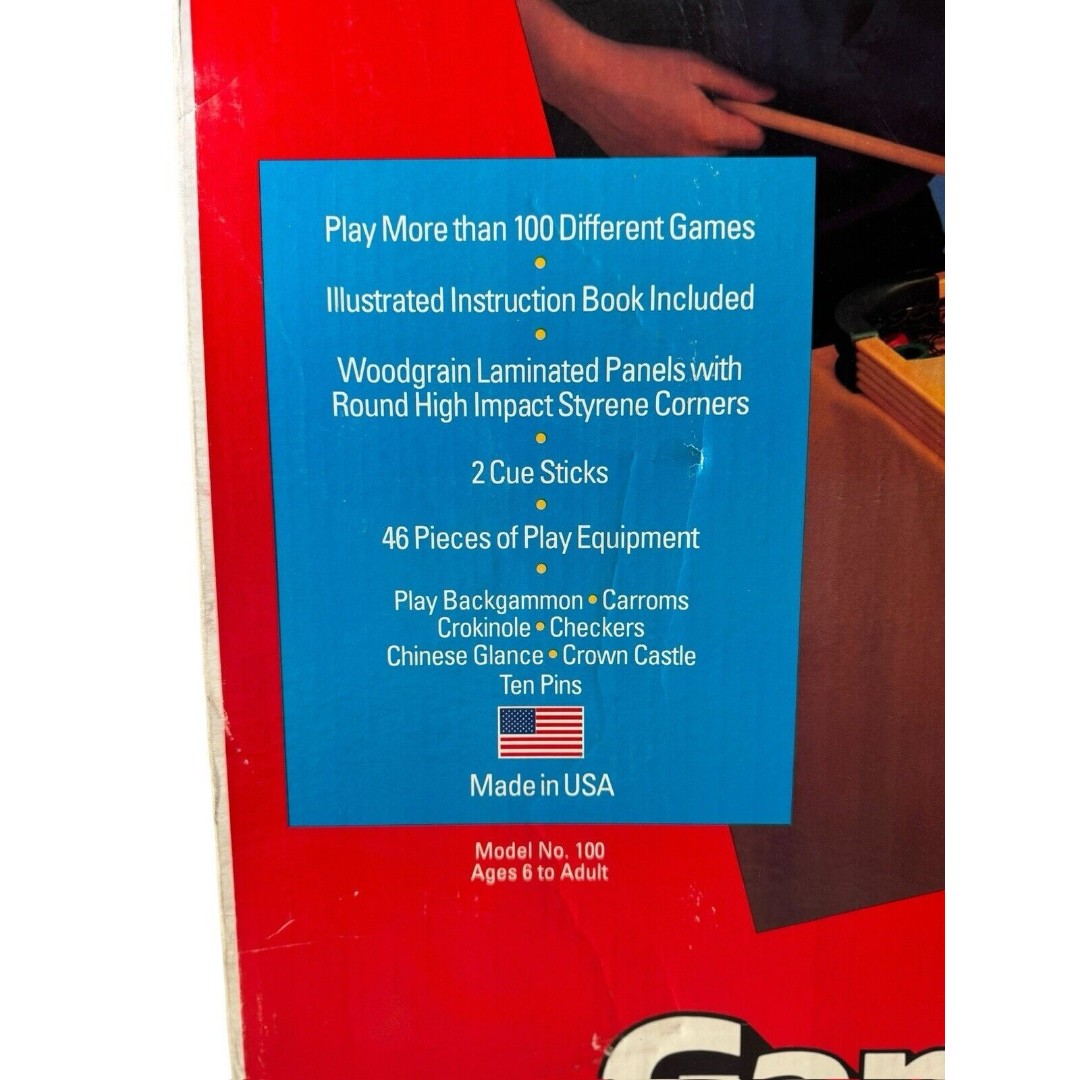 Play More than 100 Different Games
Illustrated Instruction Book Included
Woodgrain Laminated Panels with
Round High Impact Styrene Corners
2 Cue Sticks
46 Pieces of Play Equipment
Play Backgammon • Carroms
Crokinole • Checkers
Chinese Glance • Crown Castle
Ten Pins
Made in USA
Model No. 100
Ages 6 to Adult